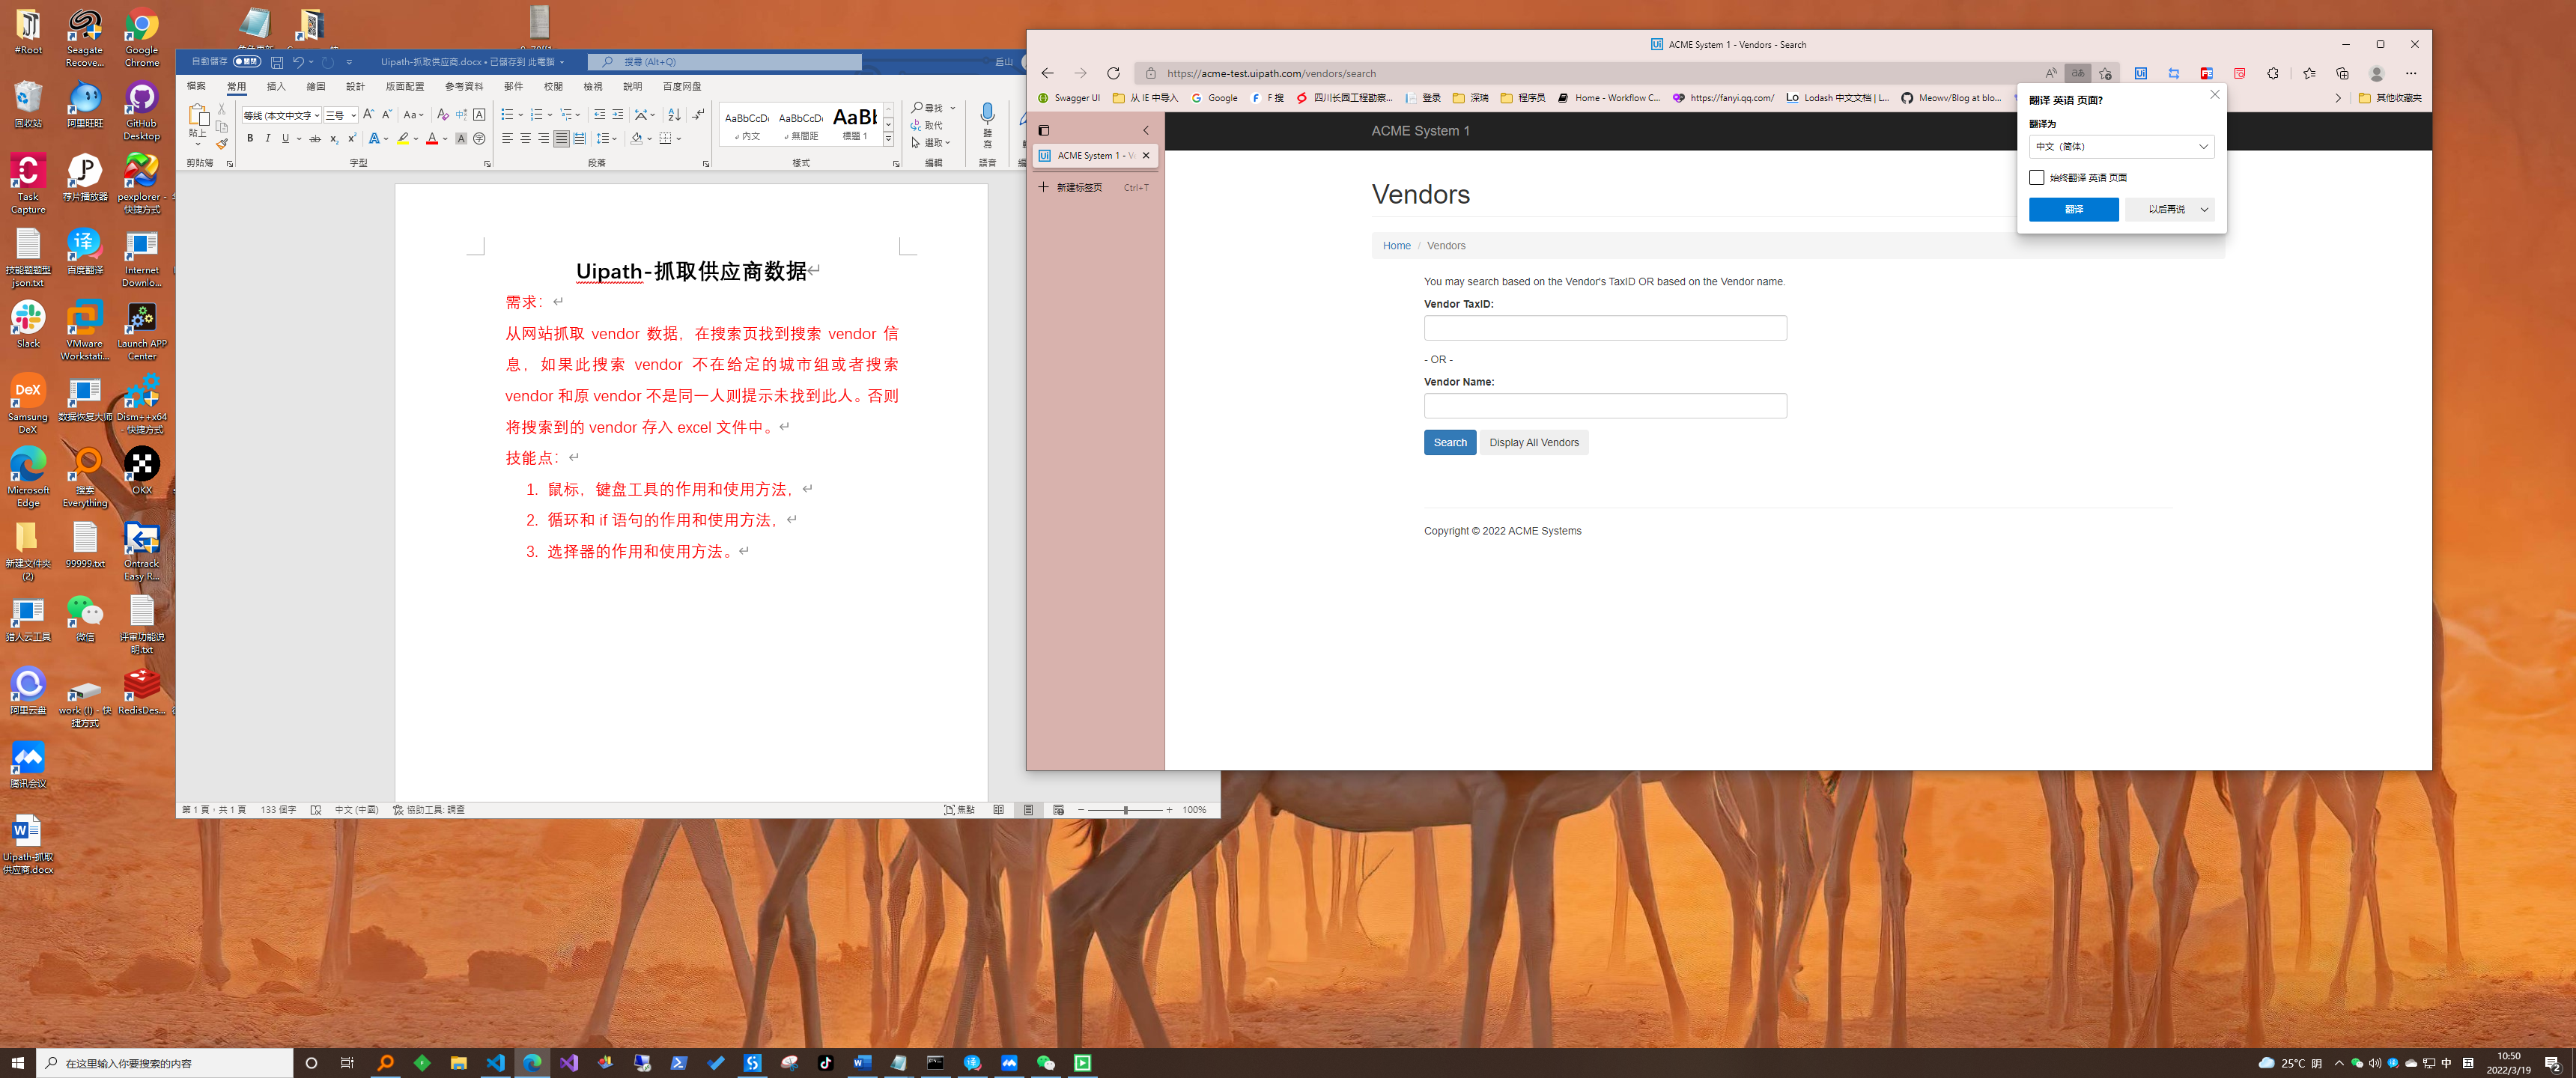 #Root
Seagate Recove...
Google Chrome
回收站
阿里旺旺
GitHub Desktop
Task Capture
荐片播放器
pexplorer - 快捷方式
技能题题型json.txt
百度翻译
Internet Downlo...
Slack
VMware Workstati...
Launch APP Center
Samsung DeX
数据恢复大师
Dism++x64 - 快捷方式
Microsoft Edge
搜索 Everything
OKX
新建文件夹 (2)
99999.txt
Ontrack Easy R...
猎人云工具
微信
评审功能说明.txt
阿里云盘
work (I) - 快捷方式
RedisDes...
腾讯会议
Uipath-抓取供应商.docx
自動儲存
Uipath-抓取供应商.docx • 已儲存到 此電腦
搜尋 (Alt+Q)
檔案 常用 插入 繪圖 設計 版面配置 參考資料 郵件 校閱 檢視 說明 百度网盘
貼上
等线 (本文中文字 三号
AaBbCcDı AaBbCcDı AaBb
内文 無間距 標題 1
尋找
取代
選取
聽寫
剪貼簿 字型 段落 樣式 編輯 語音
Uipath-抓取供应商数据
需求：
从网站抓取 vendor 数据，在搜索页找到搜索 vendor 信
息，如果此搜索 vendor 不在给定的城市组或者搜索
vendor 和原 vendor 不是同一人则提示未找到此人。否则
将搜索到的 vendor 存入 excel 文件中。
技能点：
1. 鼠标，键盘工具的作用和使用方法，
2. 循环和 if 语句的作用和使用方法，
3. 选择器的作用和使用方法。
第 1 頁，共 1 頁 133 個字 中文 (中國) 協助工具: 調查 焦點 100%
ACME System 1 - Vendors - Search
https://acme-test.uipath.com/vendors/search
Swagger UI 从 IE 中导入 Google F 搜 四川长园工程勘察... 登录 深瑞 程序员 Home - Workflow C... https://fanyi.qq.com/ Lodash 中文文档 | L... Meowv/Blog at blo... 其他收藏夹
ACME System 1 - V
新建标签页 Ctrl+T
ACME System 1
翻译 英语 页面?
翻译为
中文（简体）
始终翻译 英语 页面
翻译 以后再说
Vendors
Home / Vendors
You may search based on the Vendor's TaxID OR based on the Vendor name.
Vendor TaxID:
- OR -
Vendor Name:
Search Display All Vendors
Copyright © 2022 ACME Systems
在这里输入你要搜索的内容
25°C 阴
中
10:50
2022/3/19
2